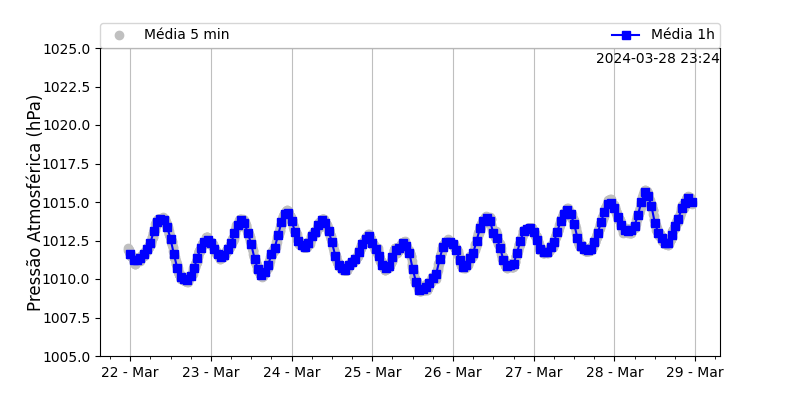 Média 5 min
Média 1h
2024-03-28 23:24
Pressão Atmosférica (hPa)
1025.0
1022.5
1020.0
1017.5
1015.0
1012.5
1010.0
1007.5
1005.0
22 - Mar 23 - Mar 24 - Mar 25 - Mar 26 - Mar 27 - Mar 28 - Mar 29 - Mar